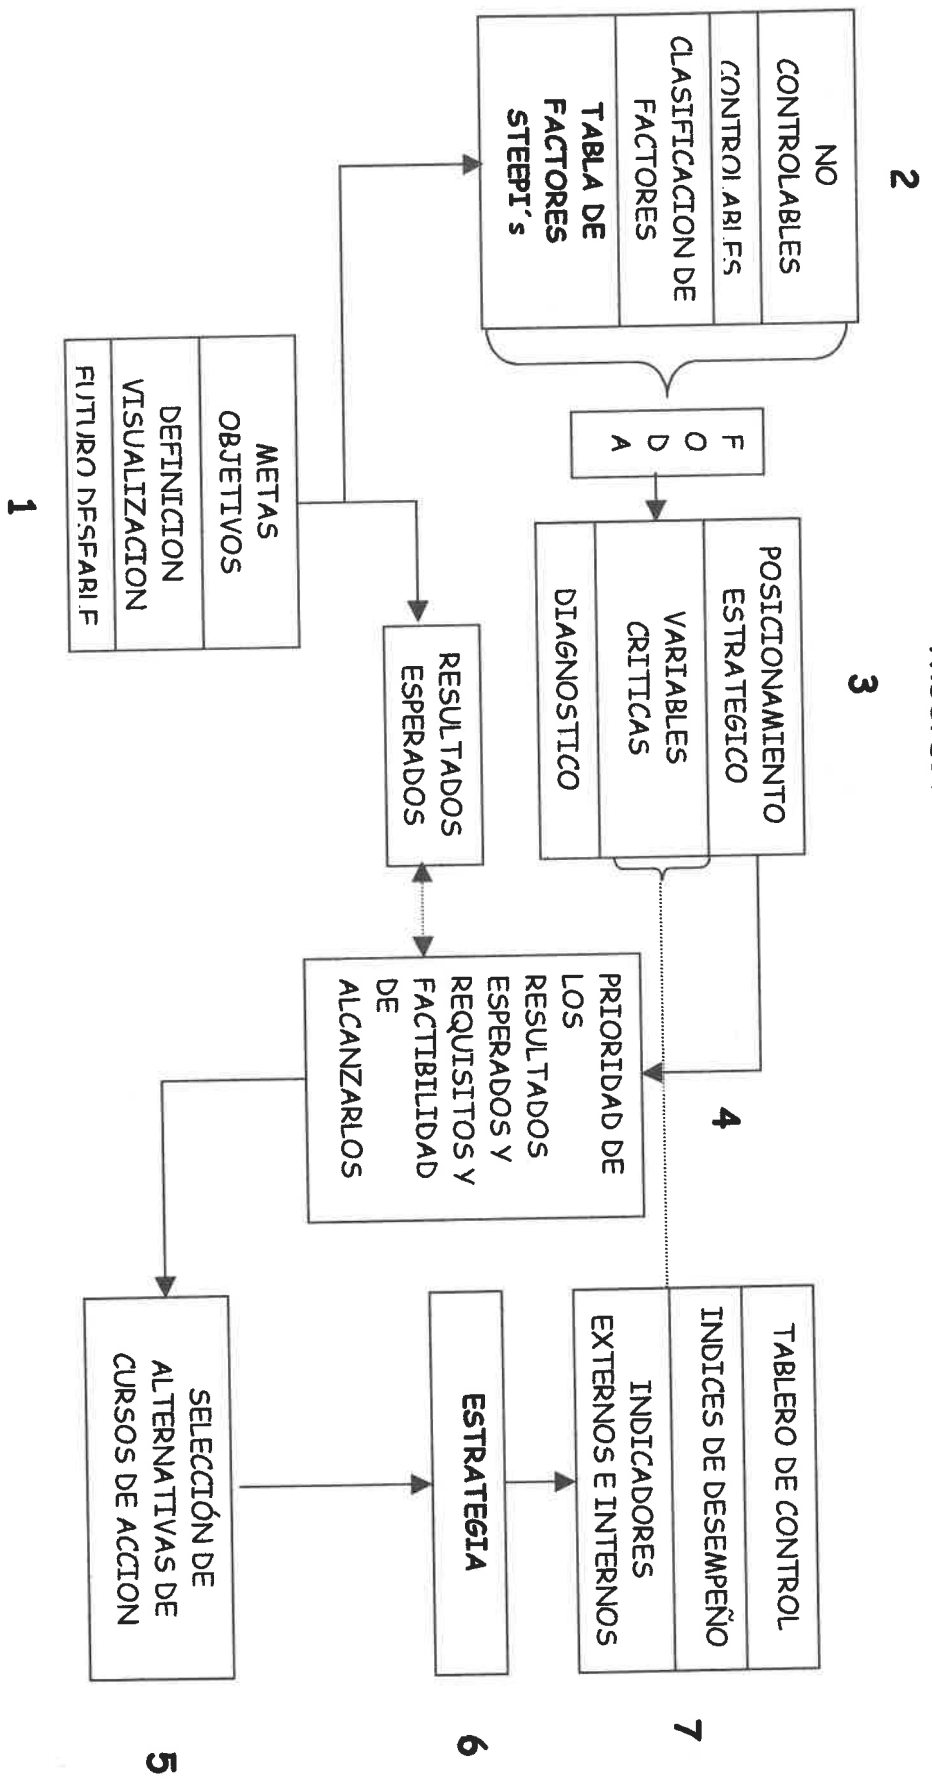 2
NO
CONTROLABLES
CONTROLABLES
CLASIFICACION DE
FACTORES
TABLA DE
FACTORES
STEEPI´s
F
O
D
A
3
POSICIONAMIENTO
ESTRATEGICO
VARIABLES
CRITICAS
DIAGNOSTICO
METAS
OBJETIVOS
DEFINICION
VISUALIZACION
FUTURO DESEABLE
1
RESULTADOS
ESPERADOS
4
PRIORIDAD DE
LOS
RESULTADOS
ESPERADOS Y
REQUISITOS Y
FACTIBILIDAD
DE
ALCANZARLOS
TABLERO DE CONTROL
INDICES DE DESEMPEÑO
INDICADORES
EXTERNOS E INTERNOS
7
ESTRATEGIA
6
SELECCIÓN DE
ALTERNATIVAS DE
CURSOS DE ACCION
5